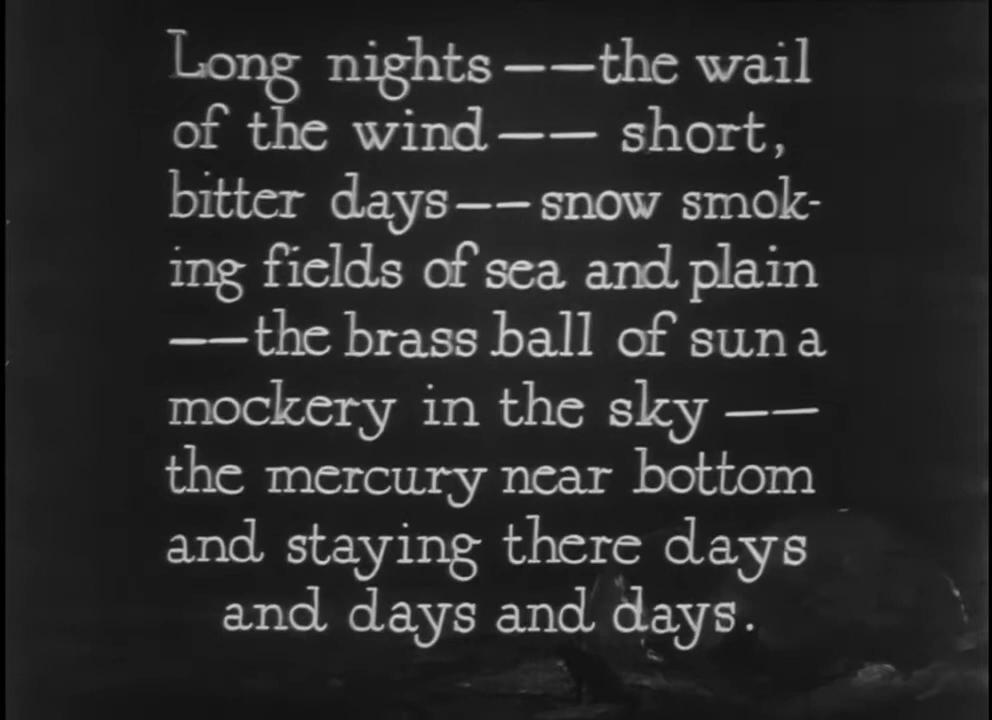 Long nights——the wail
of the wind—— short,
bitter days——snow smok-
ing fields of sea and plain
——the brass ball of sun a
mockery in the sky——
the mercury near bottom
and staying there days
and days and days.